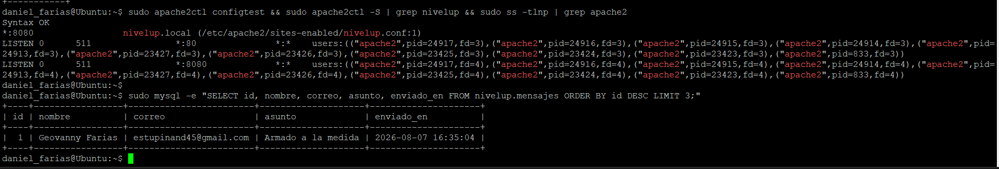 +-----------+
daniel_farias@Ubuntu:~$ sudo apache2ctl configtest && sudo apache2ctl -S | grep nivelup && sudo ss -tlnp | grep apache2
Syntax OK
*:8080                 nivelup.local (/etc/apache2/sites-enabled/nivelup.conf:1)
LISTEN 0      511                *:80               *:*    users:(("apache2",pid=24917,fd=3),("apache2",pid=24916,fd=3),("apache2",pid=24915,fd=3),("apache2",pid=24914,fd=3),("apache2",pid=
24913,fd=3),("apache2",pid=23427,fd=3),("apache2",pid=23426,fd=3),("apache2",pid=23425,fd=3),("apache2",pid=23424,fd=3),("apache2",pid=23423,fd=3),("apache2",pid=833,fd=3))
LISTEN 0      511                *:8080             *:*    users:(("apache2",pid=24917,fd=4),("apache2",pid=24916,fd=4),("apache2",pid=24915,fd=4),("apache2",pid=24914,fd=4),("apache2",pid=
24913,fd=4),("apache2",pid=23427,fd=4),("apache2",pid=23426,fd=4),("apache2",pid=23425,fd=4),("apache2",pid=23424,fd=4),("apache2",pid=23423,fd=4),("apache2",pid=833,fd=4))
daniel_farias@Ubuntu:~$
daniel_farias@Ubuntu:~$ sudo mysql -e "SELECT id, nombre, correo, asunto, enviado_en FROM nivelup.mensajes ORDER BY id DESC LIMIT 3;"
+----+-----------------+------------------------+--------------------+---------------------+
| id | nombre          | correo                 | asunto             | enviado_en          |
+----+-----------------+------------------------+--------------------+---------------------+
|  1 | Geovanny Farias | estupinand45@gmail.com | Armado a la medida | 2026-08-07 16:35:04 |
+----+-----------------+------------------------+--------------------+---------------------+
daniel_farias@Ubuntu:~$